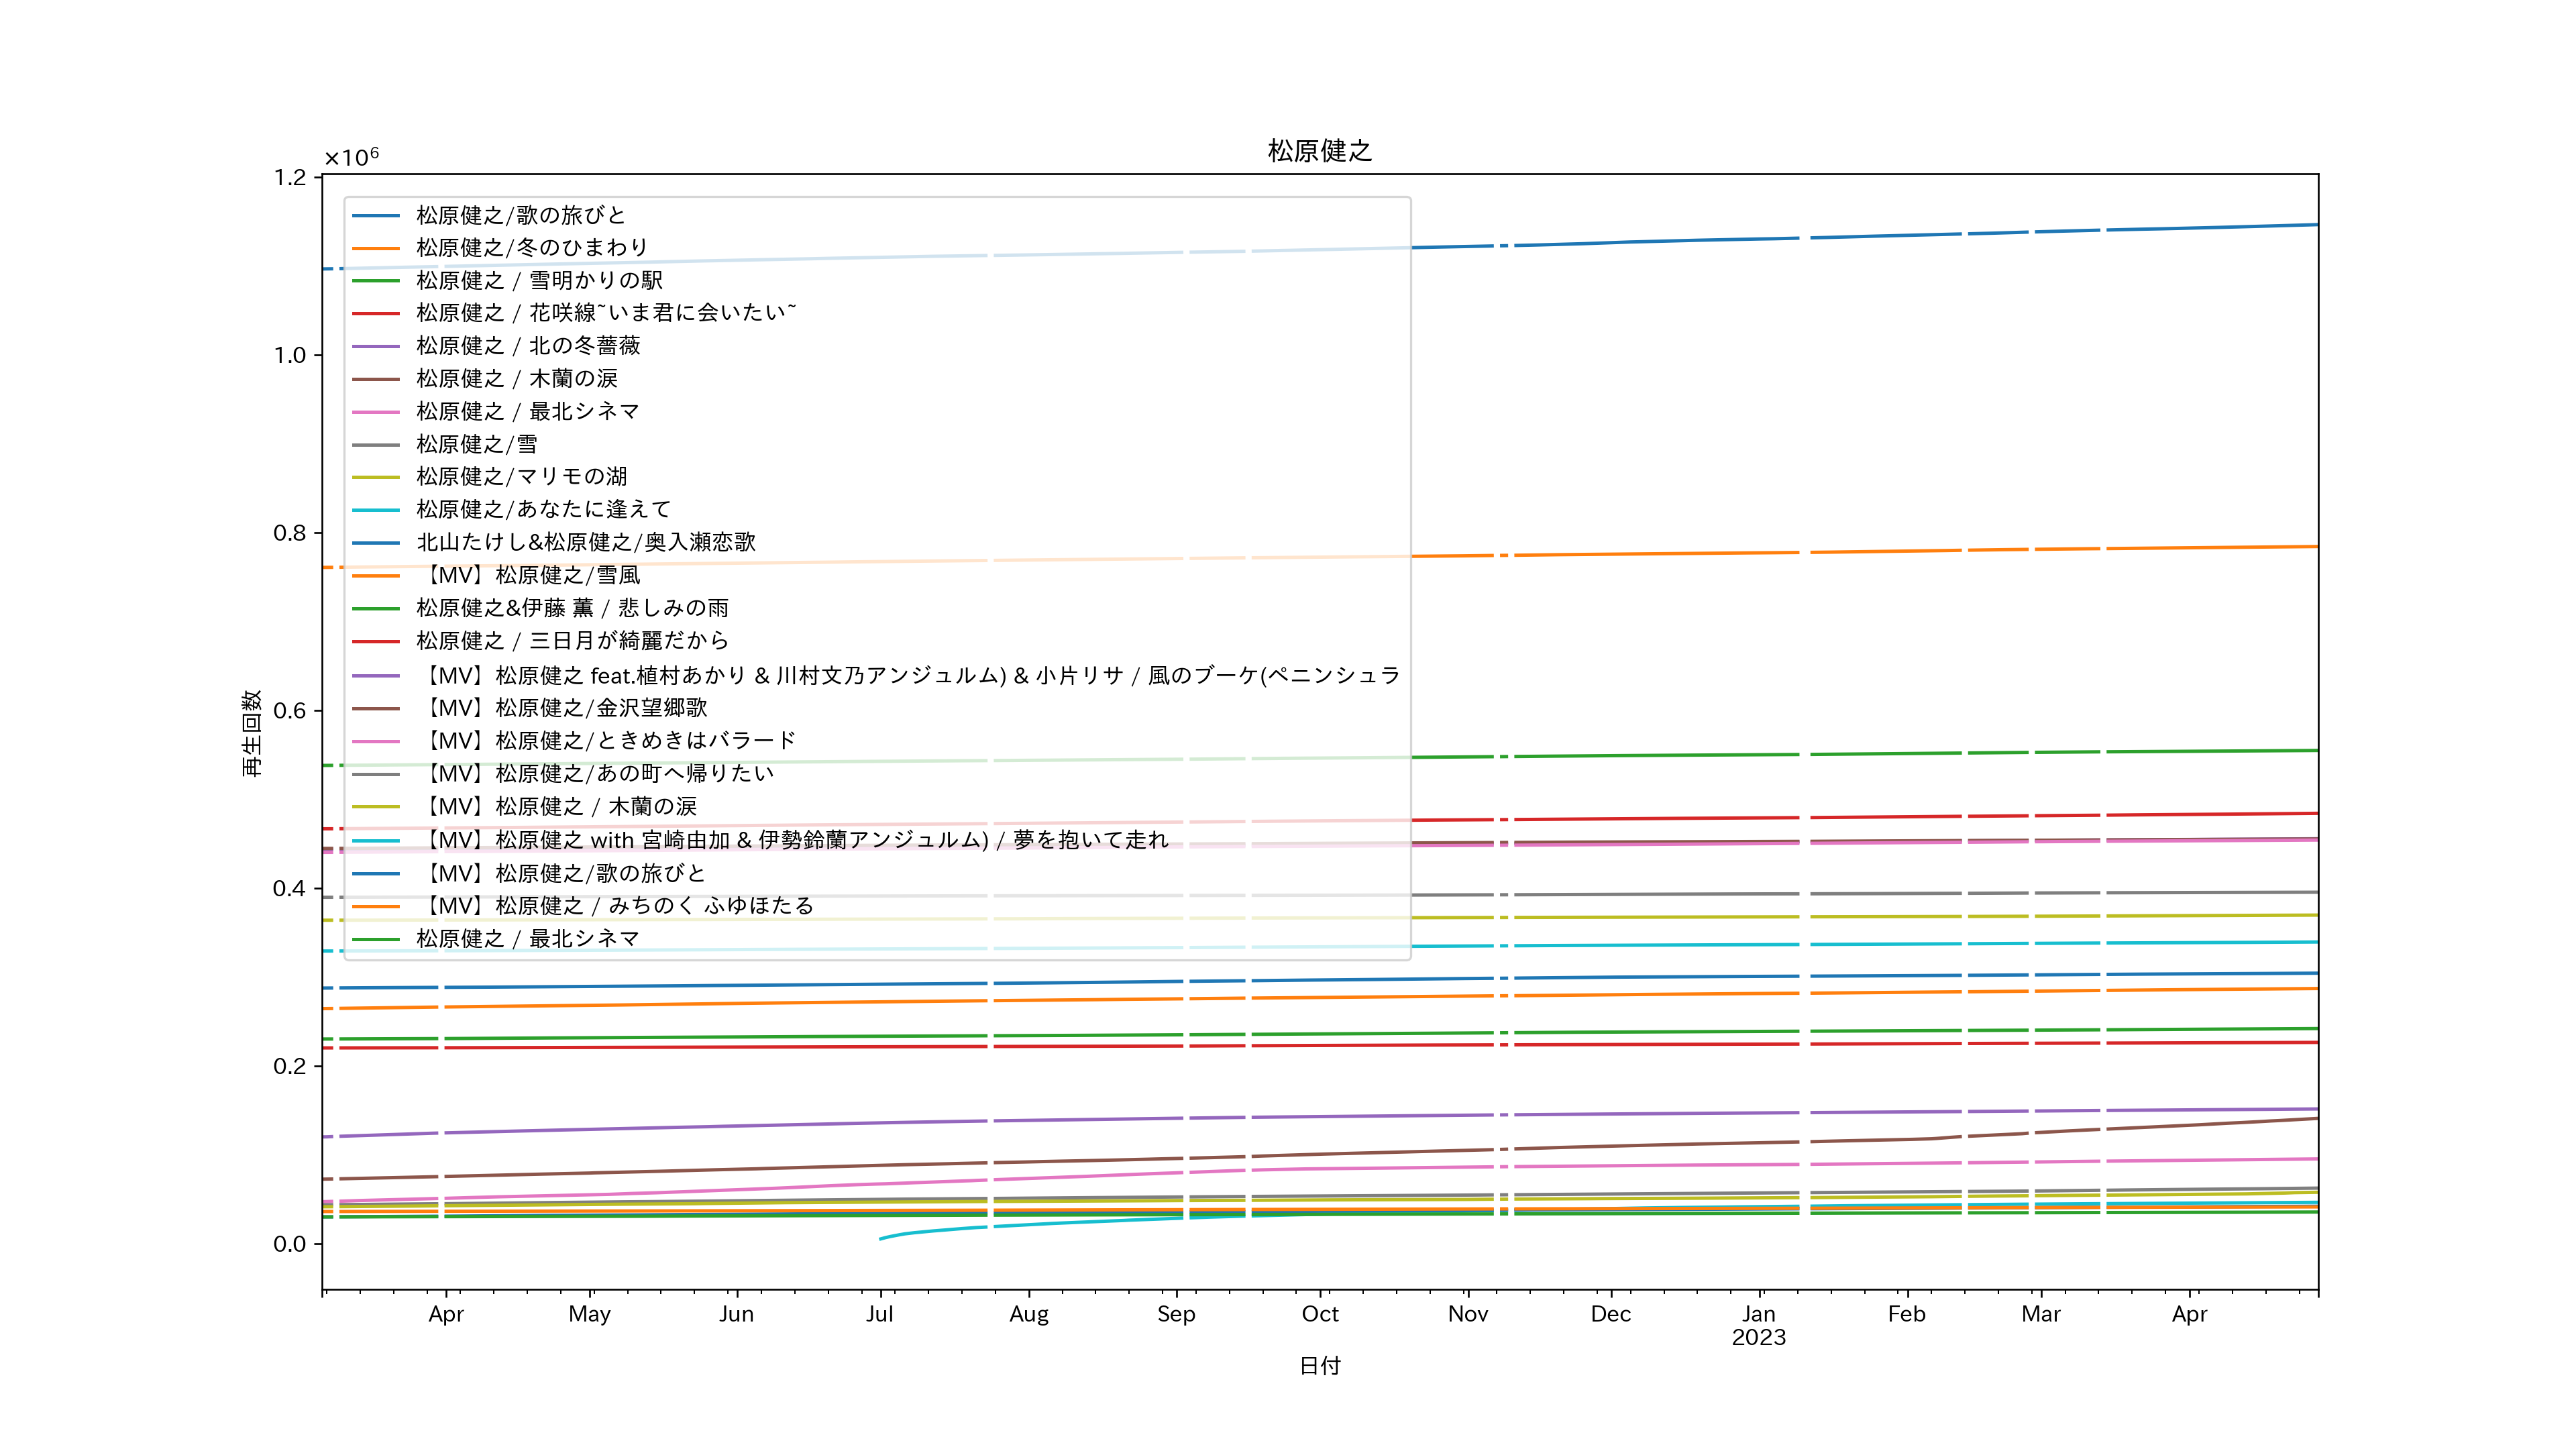 松原健之
×10⁶
1.2
1.0
0.8
0.6
0.4
0.2
0.0
再生回数
松原健之/歌の旅びと
松原健之/冬のひまわり
松原健之 / 雪明かりの駅
松原健之 / 花咲線~いま君に会いたい~
松原健之 / 北の冬薔薇
松原健之 / 木蘭の涙
松原健之 / 最北シネマ
松原健之/雪
松原健之/マリモの湖
松原健之/あなたに逢えて
北山たけし&松原健之/奥入瀬恋歌
【MV】松原健之/雪風
松原健之&伊藤 薫 / 悲しみの雨
松原健之 / 三日月が綺麗だから
【MV】松原健之 feat.植村あかり & 川村文乃アンジュルム) & 小片リサ / 風のブーケ(ペニンシュラ
【MV】松原健之/金沢望郷歌
【MV】松原健之/ときめきはバラード
【MV】松原健之/あの町へ帰りたい
【MV】松原健之 / 木蘭の涙
【MV】松原健之 with 宮崎由加 & 伊勢鈴蘭アンジュルム) / 夢を抱いて走れ
【MV】松原健之/歌の旅びと
【MV】松原健之 / みちのく ふゆほたる
松原健之 / 最北シネマ
Apr May Jun Jul Aug Sep Oct Nov Dec Jan Feb Mar Apr
2023
日付